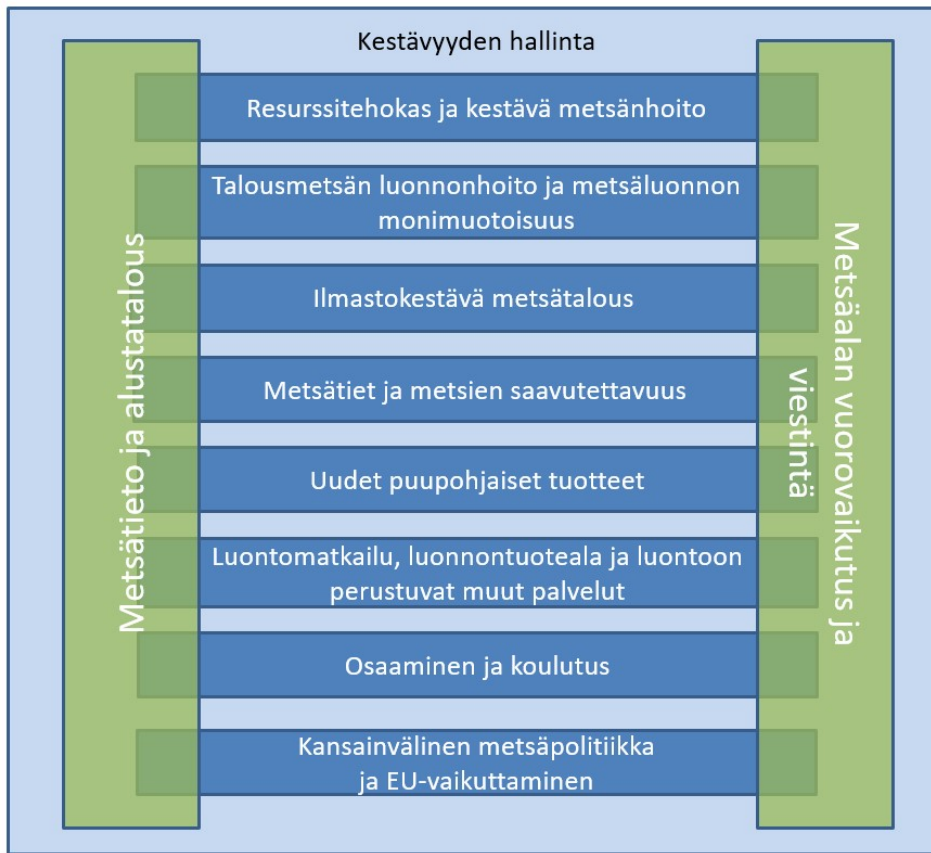 Kestävyyden hallinta
Metsätieto ja alustatalous
Resurssitehokas ja kestävä metsänhoito
Talousmetsän luonnonhoito ja metsäluonnon
monimuotoisuus
Ilmastokestävä metsätalous
Metsätiet ja metsien saavutettavuus
Uudet puupohjaiset tuotteet
Luontomatkailu, luonnontuoteala ja luontoon
perustuvat muut palvelut
Osaaminen ja koulutus
Kansainvälinen metsäpolitiikka
ja EU-vaikuttaminen
Metsäalan vuorovaikutus ja
viestintä